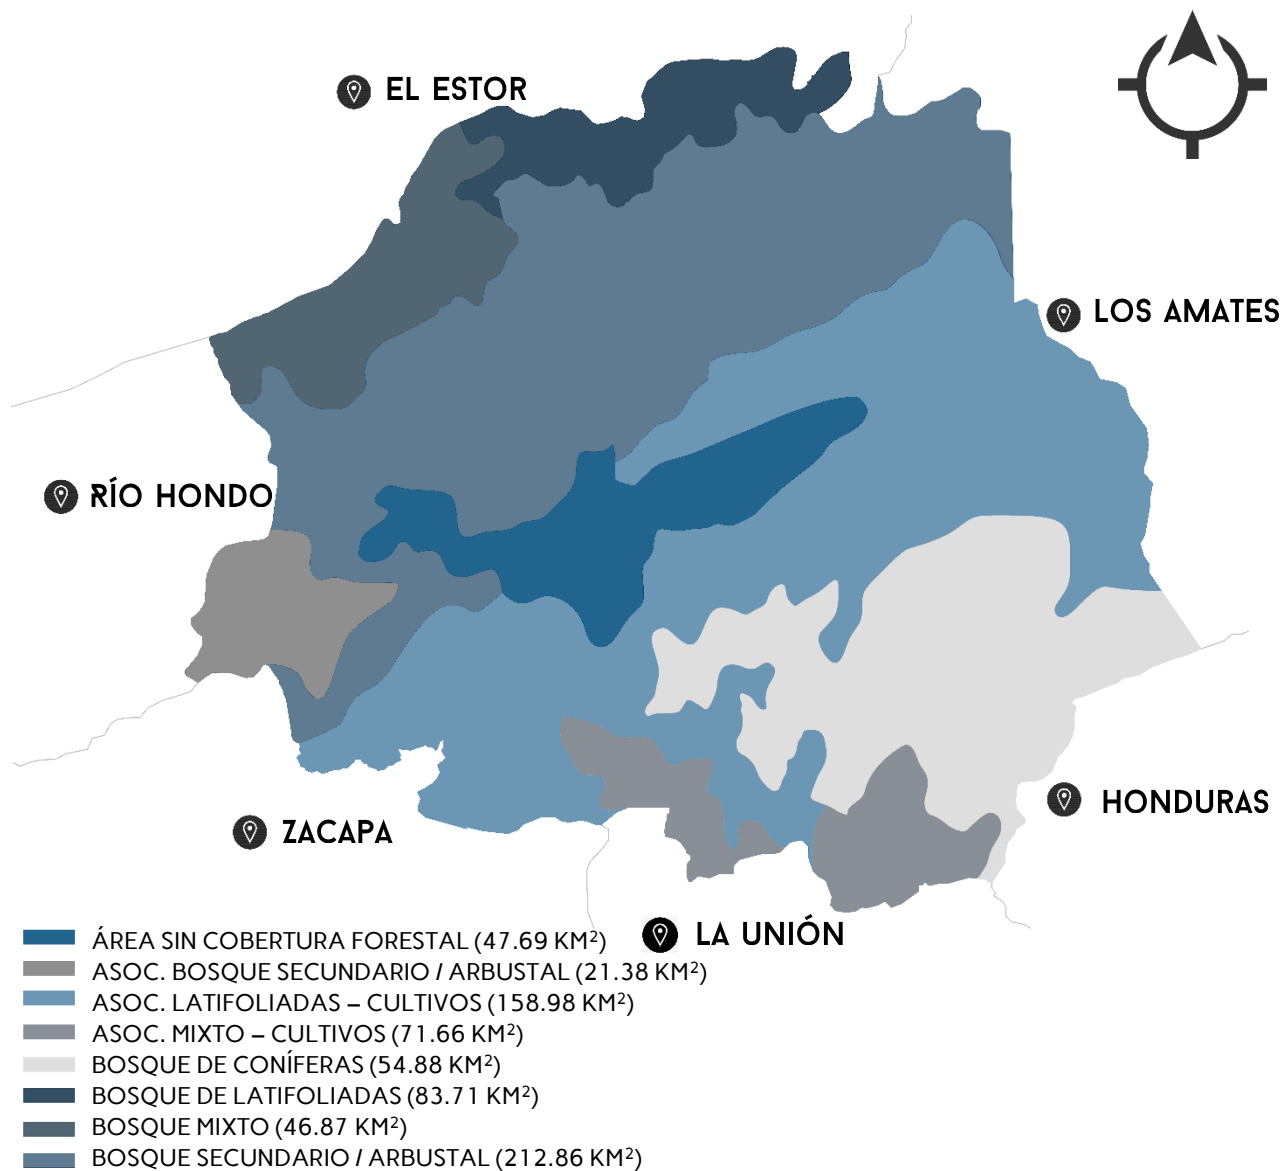 EL ESTOR
LOS AMATES
RÍO HONDO
HONDURAS
ZACAPA
LA UNIÓN
ÁREA SIN COBERTURA FORESTAL (47.69 KM²)
ASOC. BOSQUE SECUNDARIO / ARBUSTAL (21.38 KM²)
ASOC. LATIFOLIADAS – CULTIVOS (158.98 KM²)
ASOC. MIXTO – CULTIVOS (71.66 KM²)
BOSQUE DE CONÍFERAS (54.88 KM²)
BOSQUE DE LATIFOLIADAS (83.71 KM²)
BOSQUE MIXTO (46.87 KM²)
BOSQUE SECUNDARIO / ARBUSTAL (212.86 KM²)